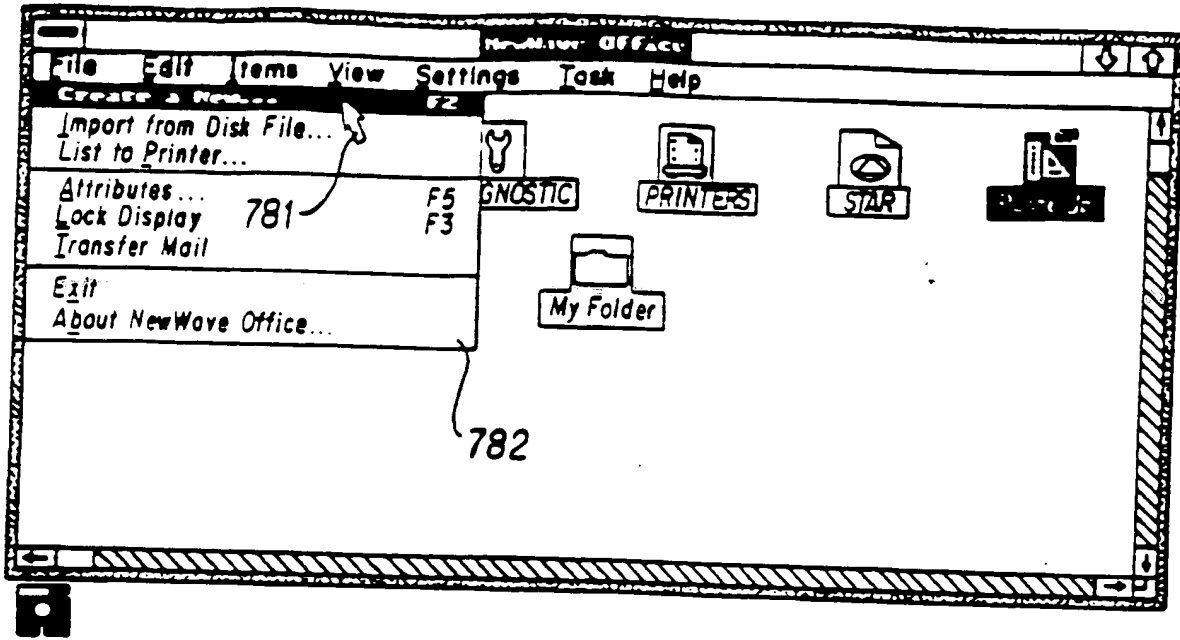 NewWave Office
File Edit Items View Settings Task Help
Create a New... F2
Import from Disk File...
List to Printer...
Attributes... F5
Lock Display F3
Transfer Mail
Exit
About NewWave Office...
781
782
GNOSTIC
PRINTERS
STAR
My Folder